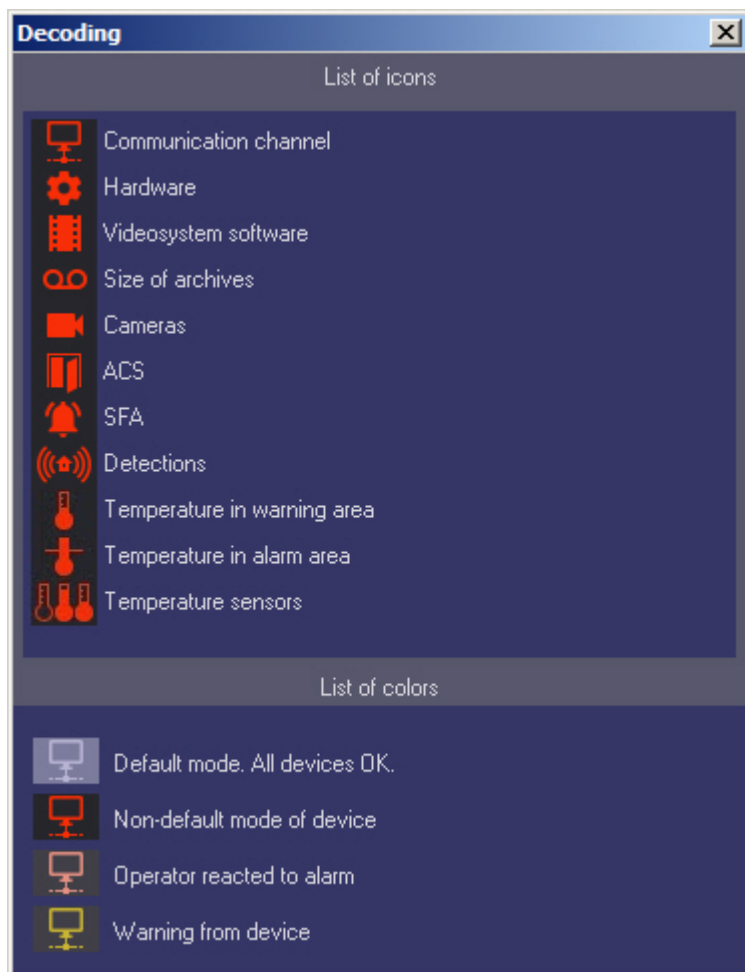 Decoding
List of icons
Communication channel
Hardware
Videosystem software
Size of archives
Cameras
ACS
SFA
Detections
Temperature in warning area
Temperature in alarm area
Temperature sensors
List of colors
Default mode. All devices OK.
Non-default mode of device
Operator reacted to alarm
Warning from device